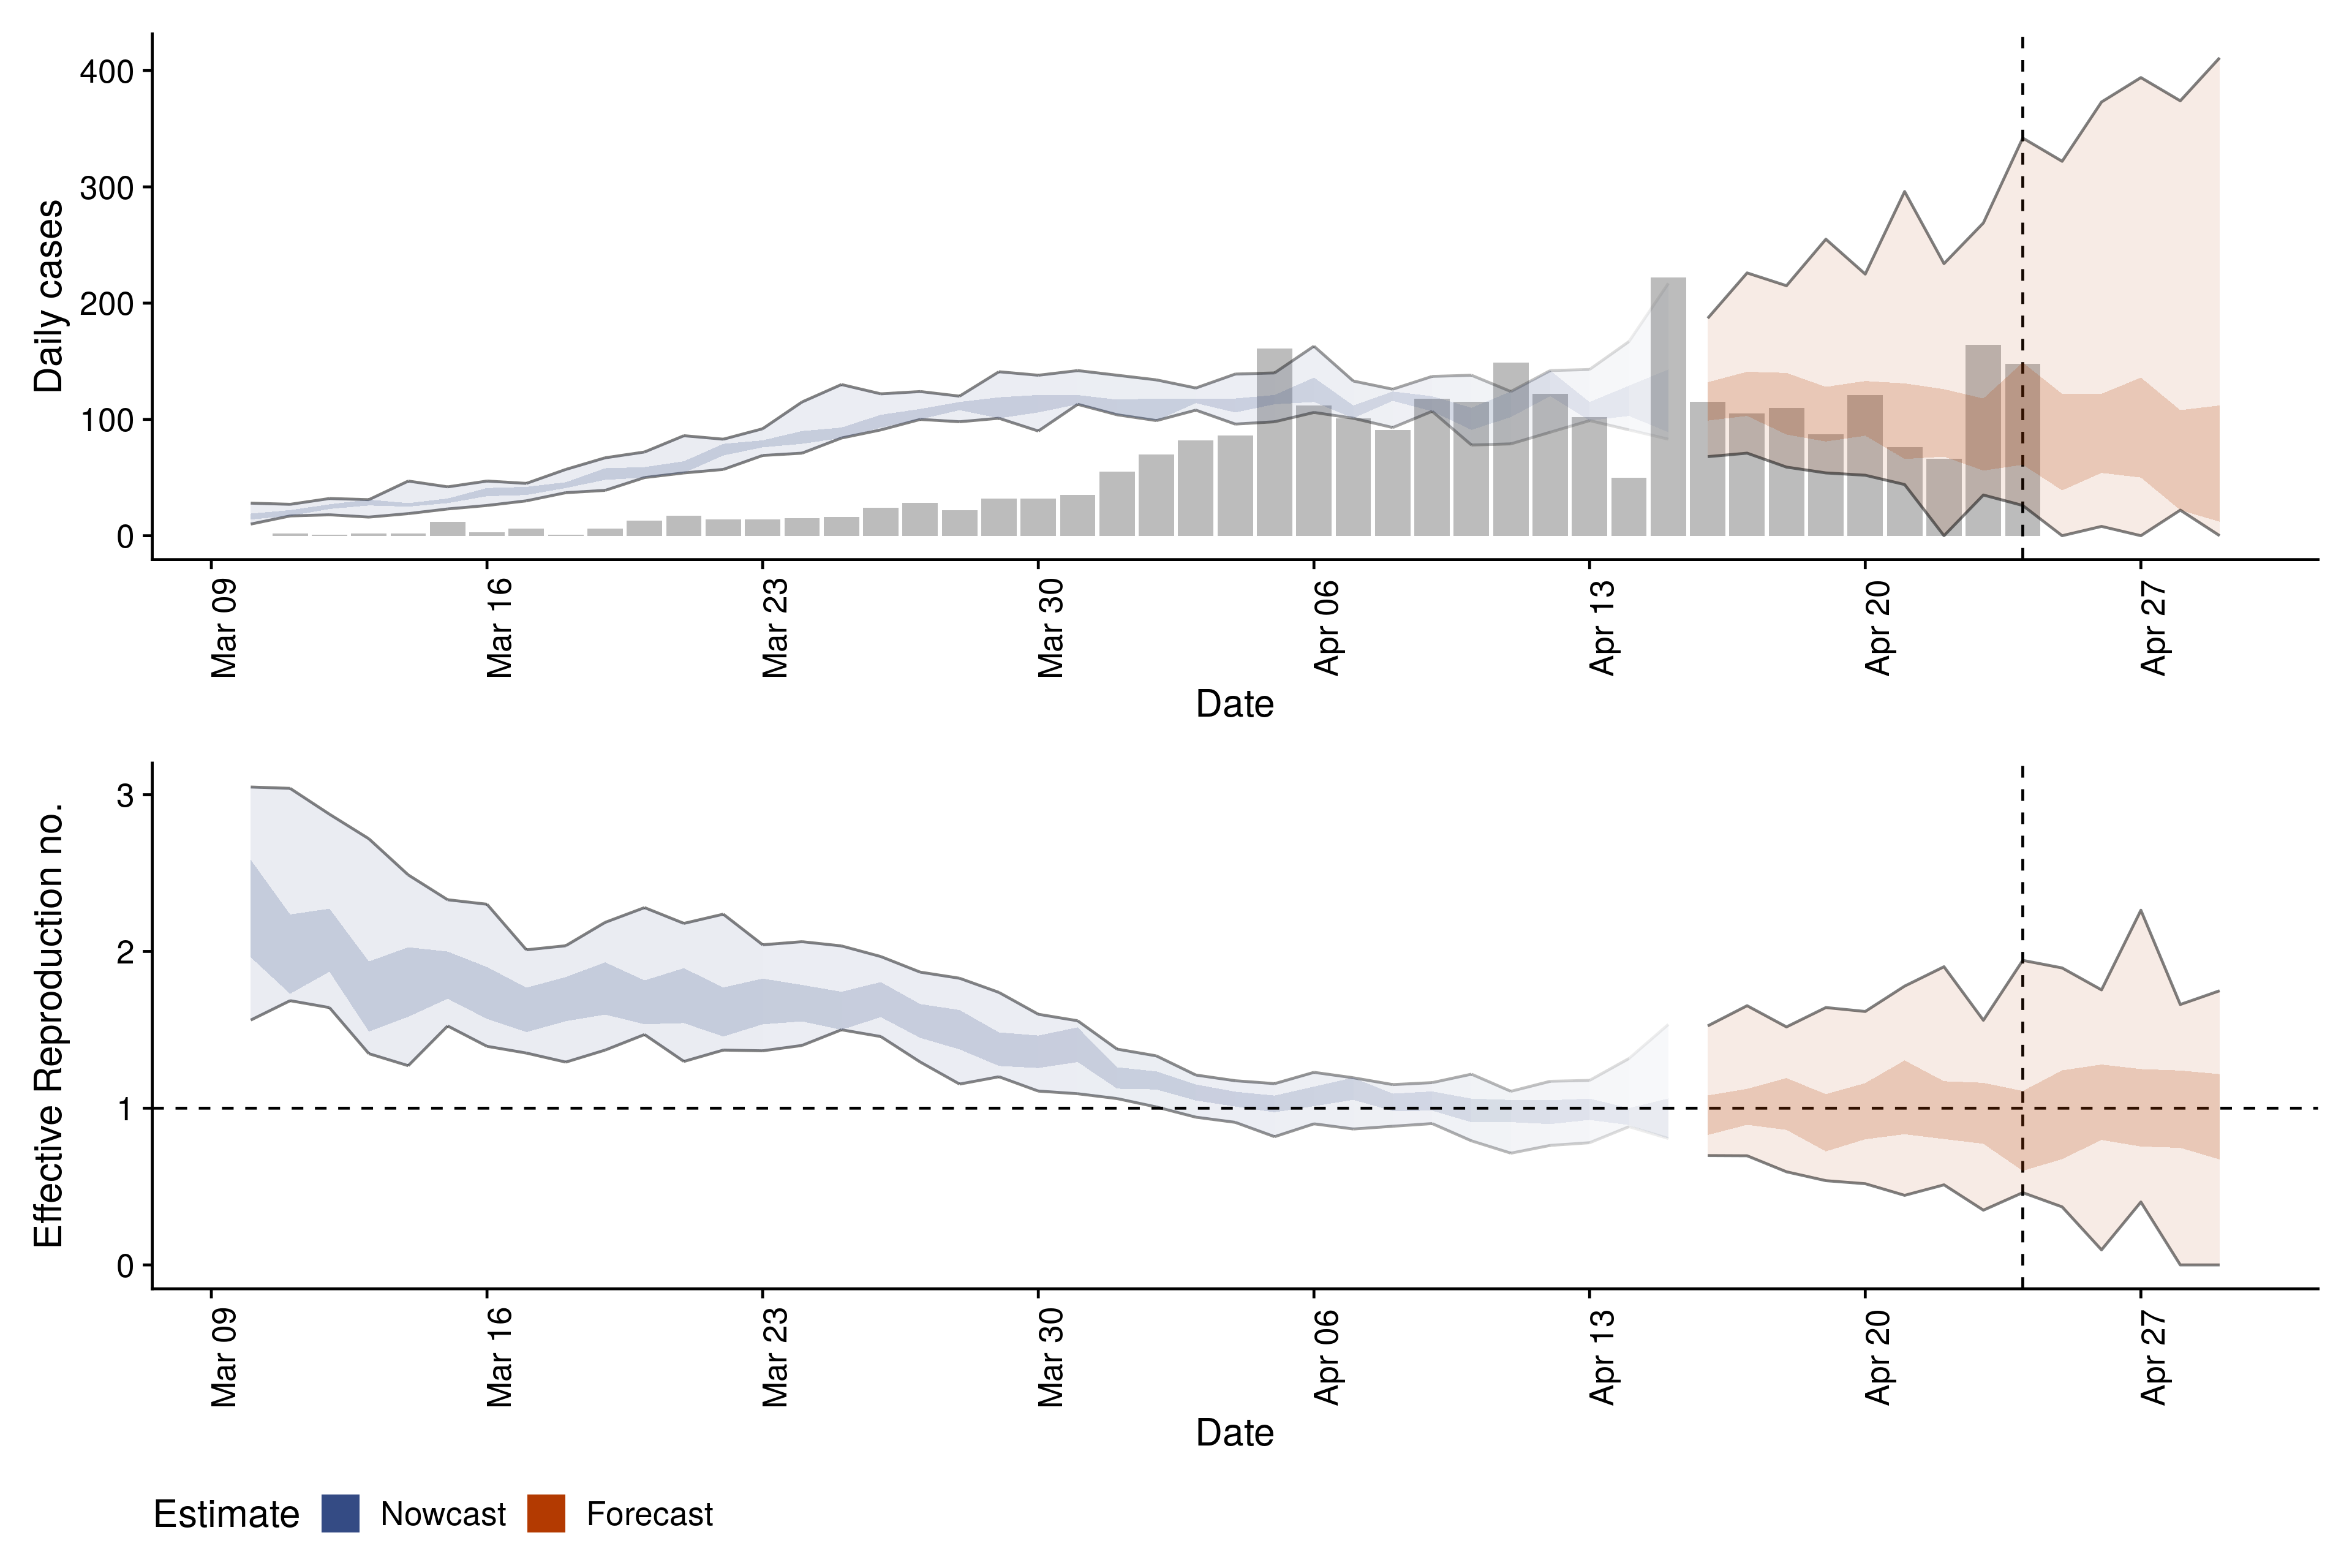 400
300
200
100
0
Daily cases
Mar 09 Mar 16 Mar 23 Mar 30 Apr 06 Apr 13 Apr 20 Apr 27
Date
3
2
1
0
Effective Reproduction no.
Mar 09 Mar 16 Mar 23 Mar 30 Apr 06 Apr 13 Apr 20 Apr 27
Date
Estimate Nowcast Forecast